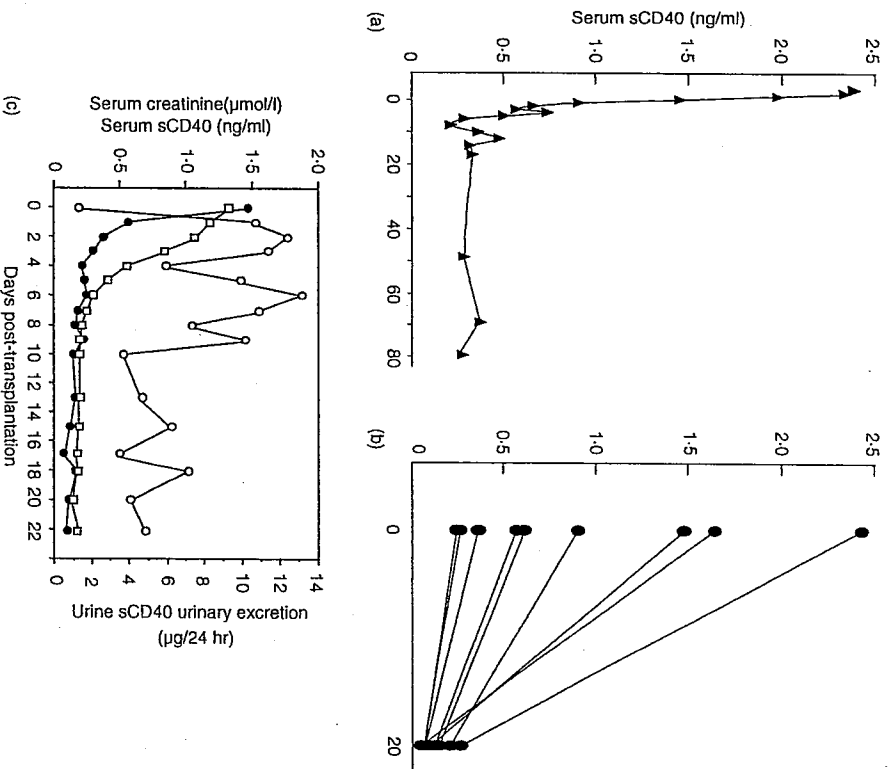 (a)
Serum sCD40 (ng/ml)
2·5
2·0
1·5
1·0
0·5
0
0 20 40 60 80
(b)
2·5
2·0
1·5
1·0
0·5
0
0 20
(c)
Serum creatinine(µmol/l)
Serum sCD40 (ng/ml)
2·0
1·5
1·0
0·5
0
0 2 4 6 8 10 12 14 16 18 20 22
Days post-transplantation
14
12
10
8
6
4
2
0
Urine sCD40 urinary excretion
(µg/24 hr)